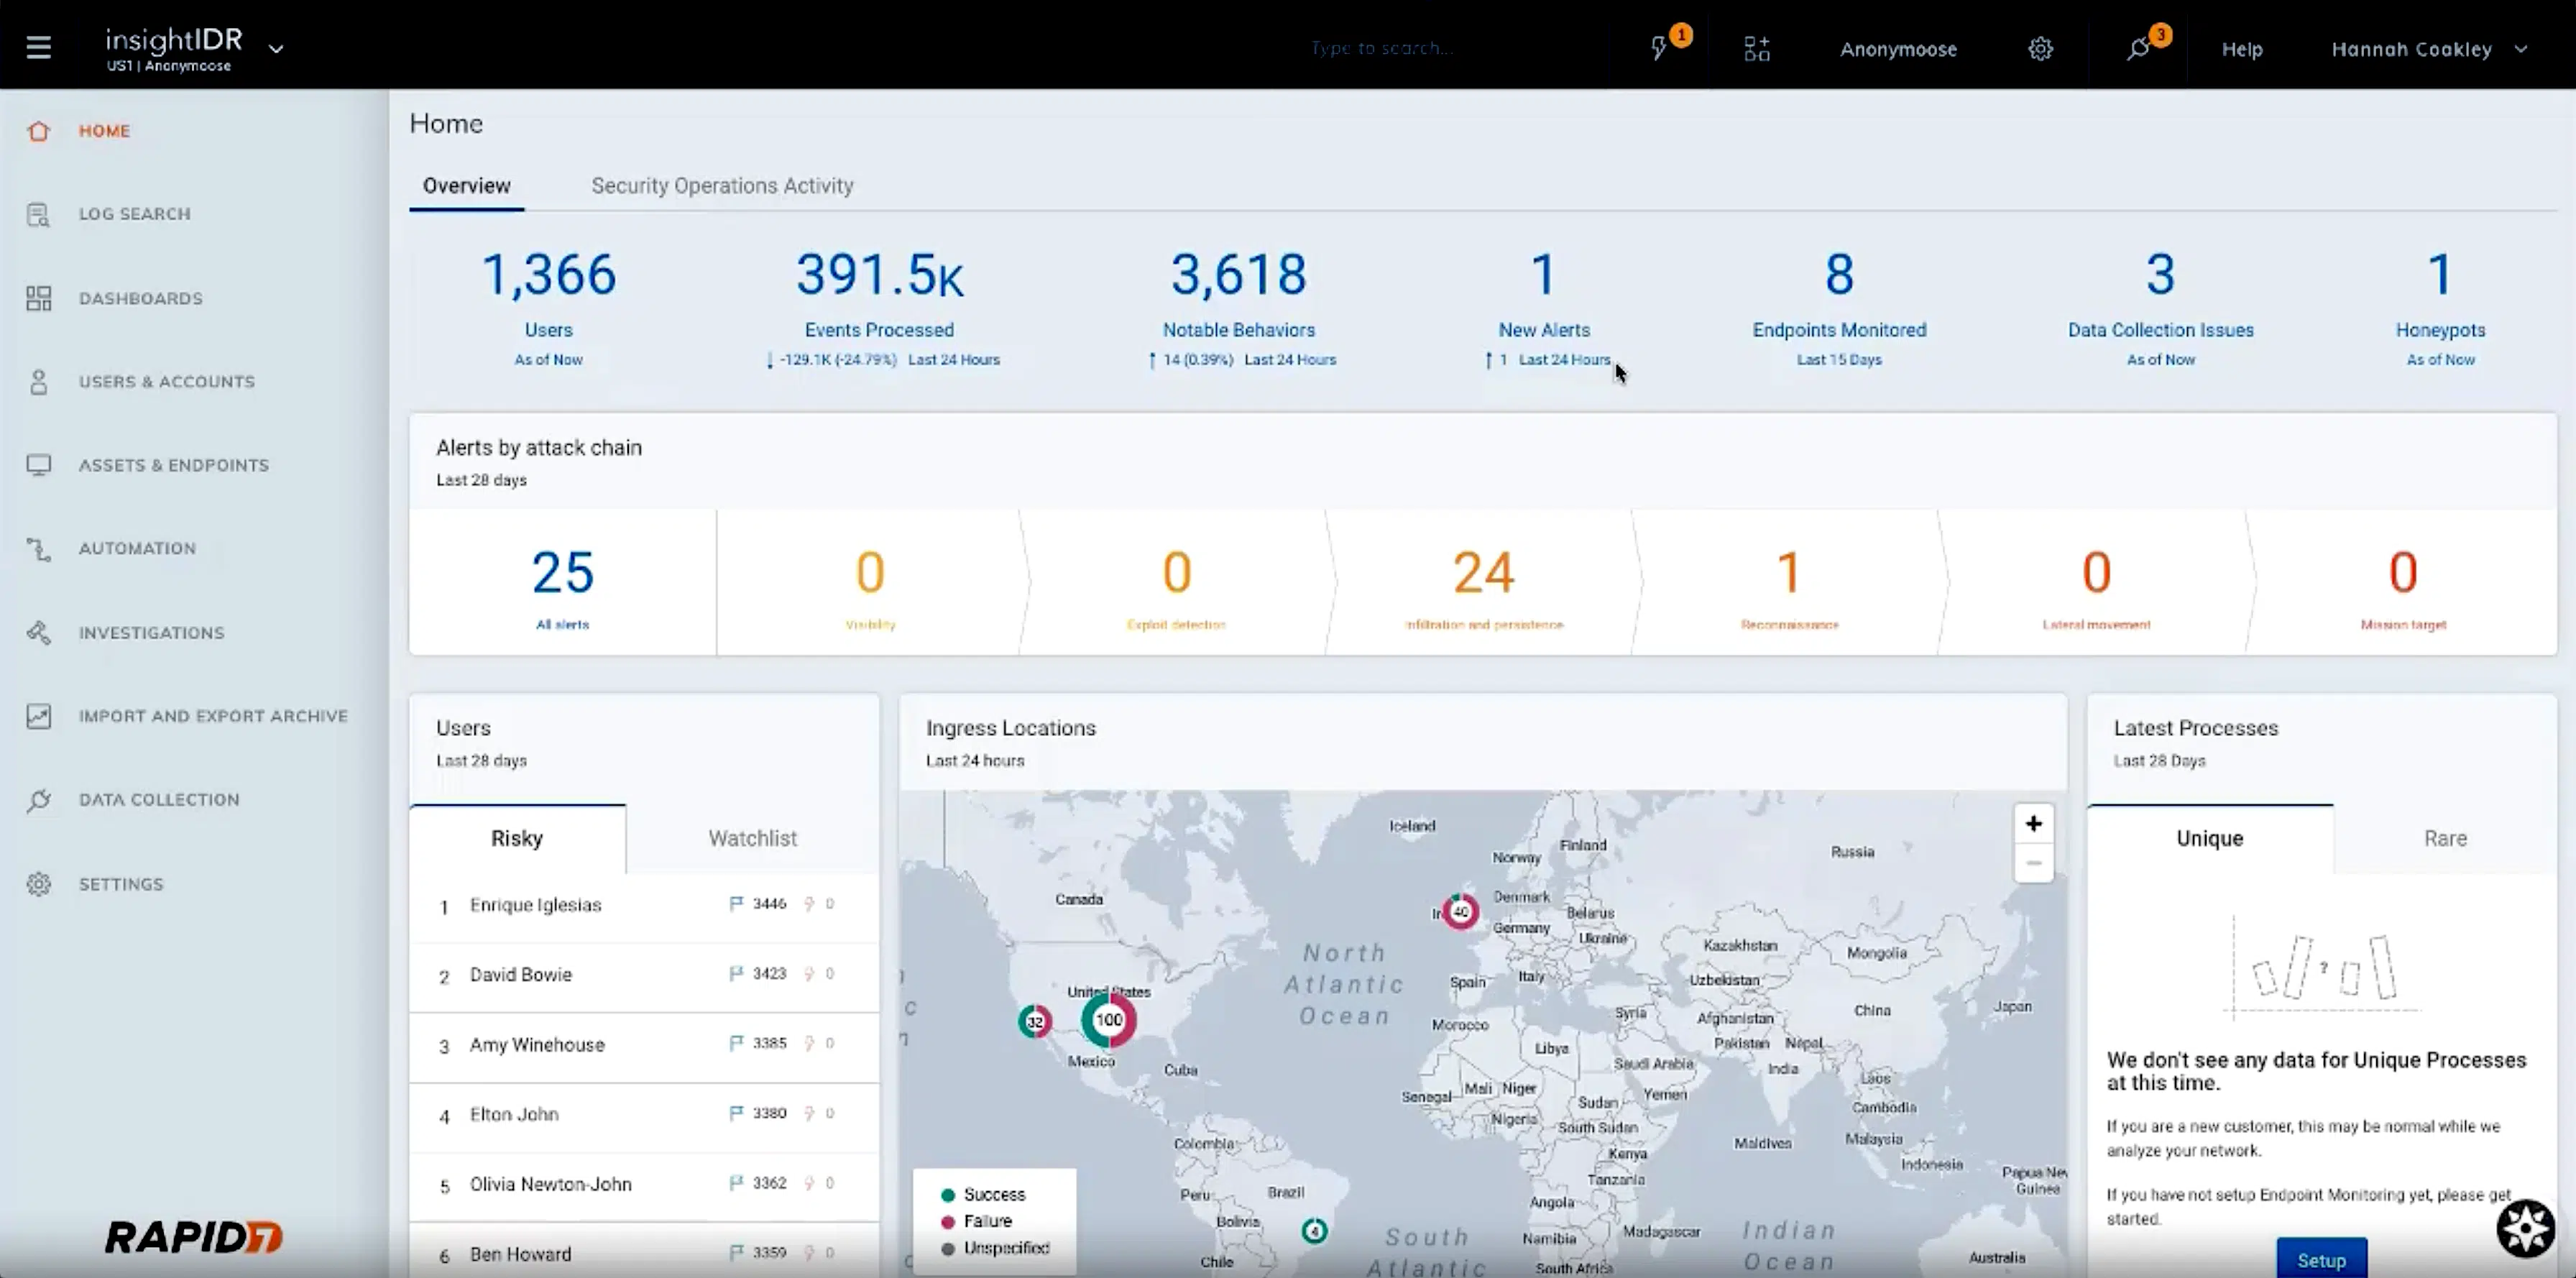 insightIDR
US1 | Anonymoose
Type to search...
1
Anonymoose
3
Help
Hannah Coakley
HOME
LOG SEARCH
DASHBOARDS
USERS & ACCOUNTS
ASSETS & ENDPOINTS
AUTOMATION
INVESTIGATIONS
IMPORT AND EXPORT ARCHIVE
DATA COLLECTION
SETTINGS
RAPID7
Home
Overview
Security Operations Activity
1,366
Users
As of Now
391.5K
Events Processed
↓ -129.1K (-24.79%) Last 24 Hours
3,618
Notable Behaviors
↑ 14 (0.39%) Last 24 Hours
1
New Alerts
↑ 1 Last 24 Hours
8
Endpoints Monitored
Last 15 Days
3
Data Collection Issues
As of Now
1
Honeypots
As of Now
Alerts by attack chain
Last 28 days
25
All alerts
0
Visibility
0
Exploit detection
24
Infiltration and persistence
1
Reconnaissance
0
Lateral movement
0
Mission target
Users
Last 28 days
Risky
Watchlist
1 Enrique Iglesias 3446 0
2 David Bowie 3423 0
3 Amy Winehouse 3385 0
4 Elton John 3380 0
5 Olivia Newton-John 3362 0
6 Ben Howard 3359 0
Ingress Locations
Last 24 hours
+
−
Iceland
Finland
Norway
Russia
Canada
Denmark
Belarus
40
Germany
Ukraine
Kazakhstan
Mongolia
North
Atlantic
Ocean
Spain
Italy
Uzbekistan
United States
China
Japan
32
100
Syria
Morocco
Afghanistan
Pakistan
Nepal
Mexico
Libya
Saudi Arabia
India
Cuba
Laos
Mali
Niger
Senegal
Sudan
Yemen
Cambodia
Nigeria
South Sudan
Colombia
Maldives
Malaysia
Kenya
Indonesia
Papua New
Guinea
Tanzania
Peru
Brazil
Angola
Bolivia
4
Madagascar
Namibia
South
Atlantic
Indian
Ocean
Chile
South Africa
Australia
Success
Failure
Unspecified
Latest Processes
Last 28 Days
Unique
Rare
?
We don't see any data for Unique Processes
at this time.
If you are a new customer, this may be normal while we
analyze your network.
If you have not setup Endpoint Monitoring yet, please get
started.
Setup